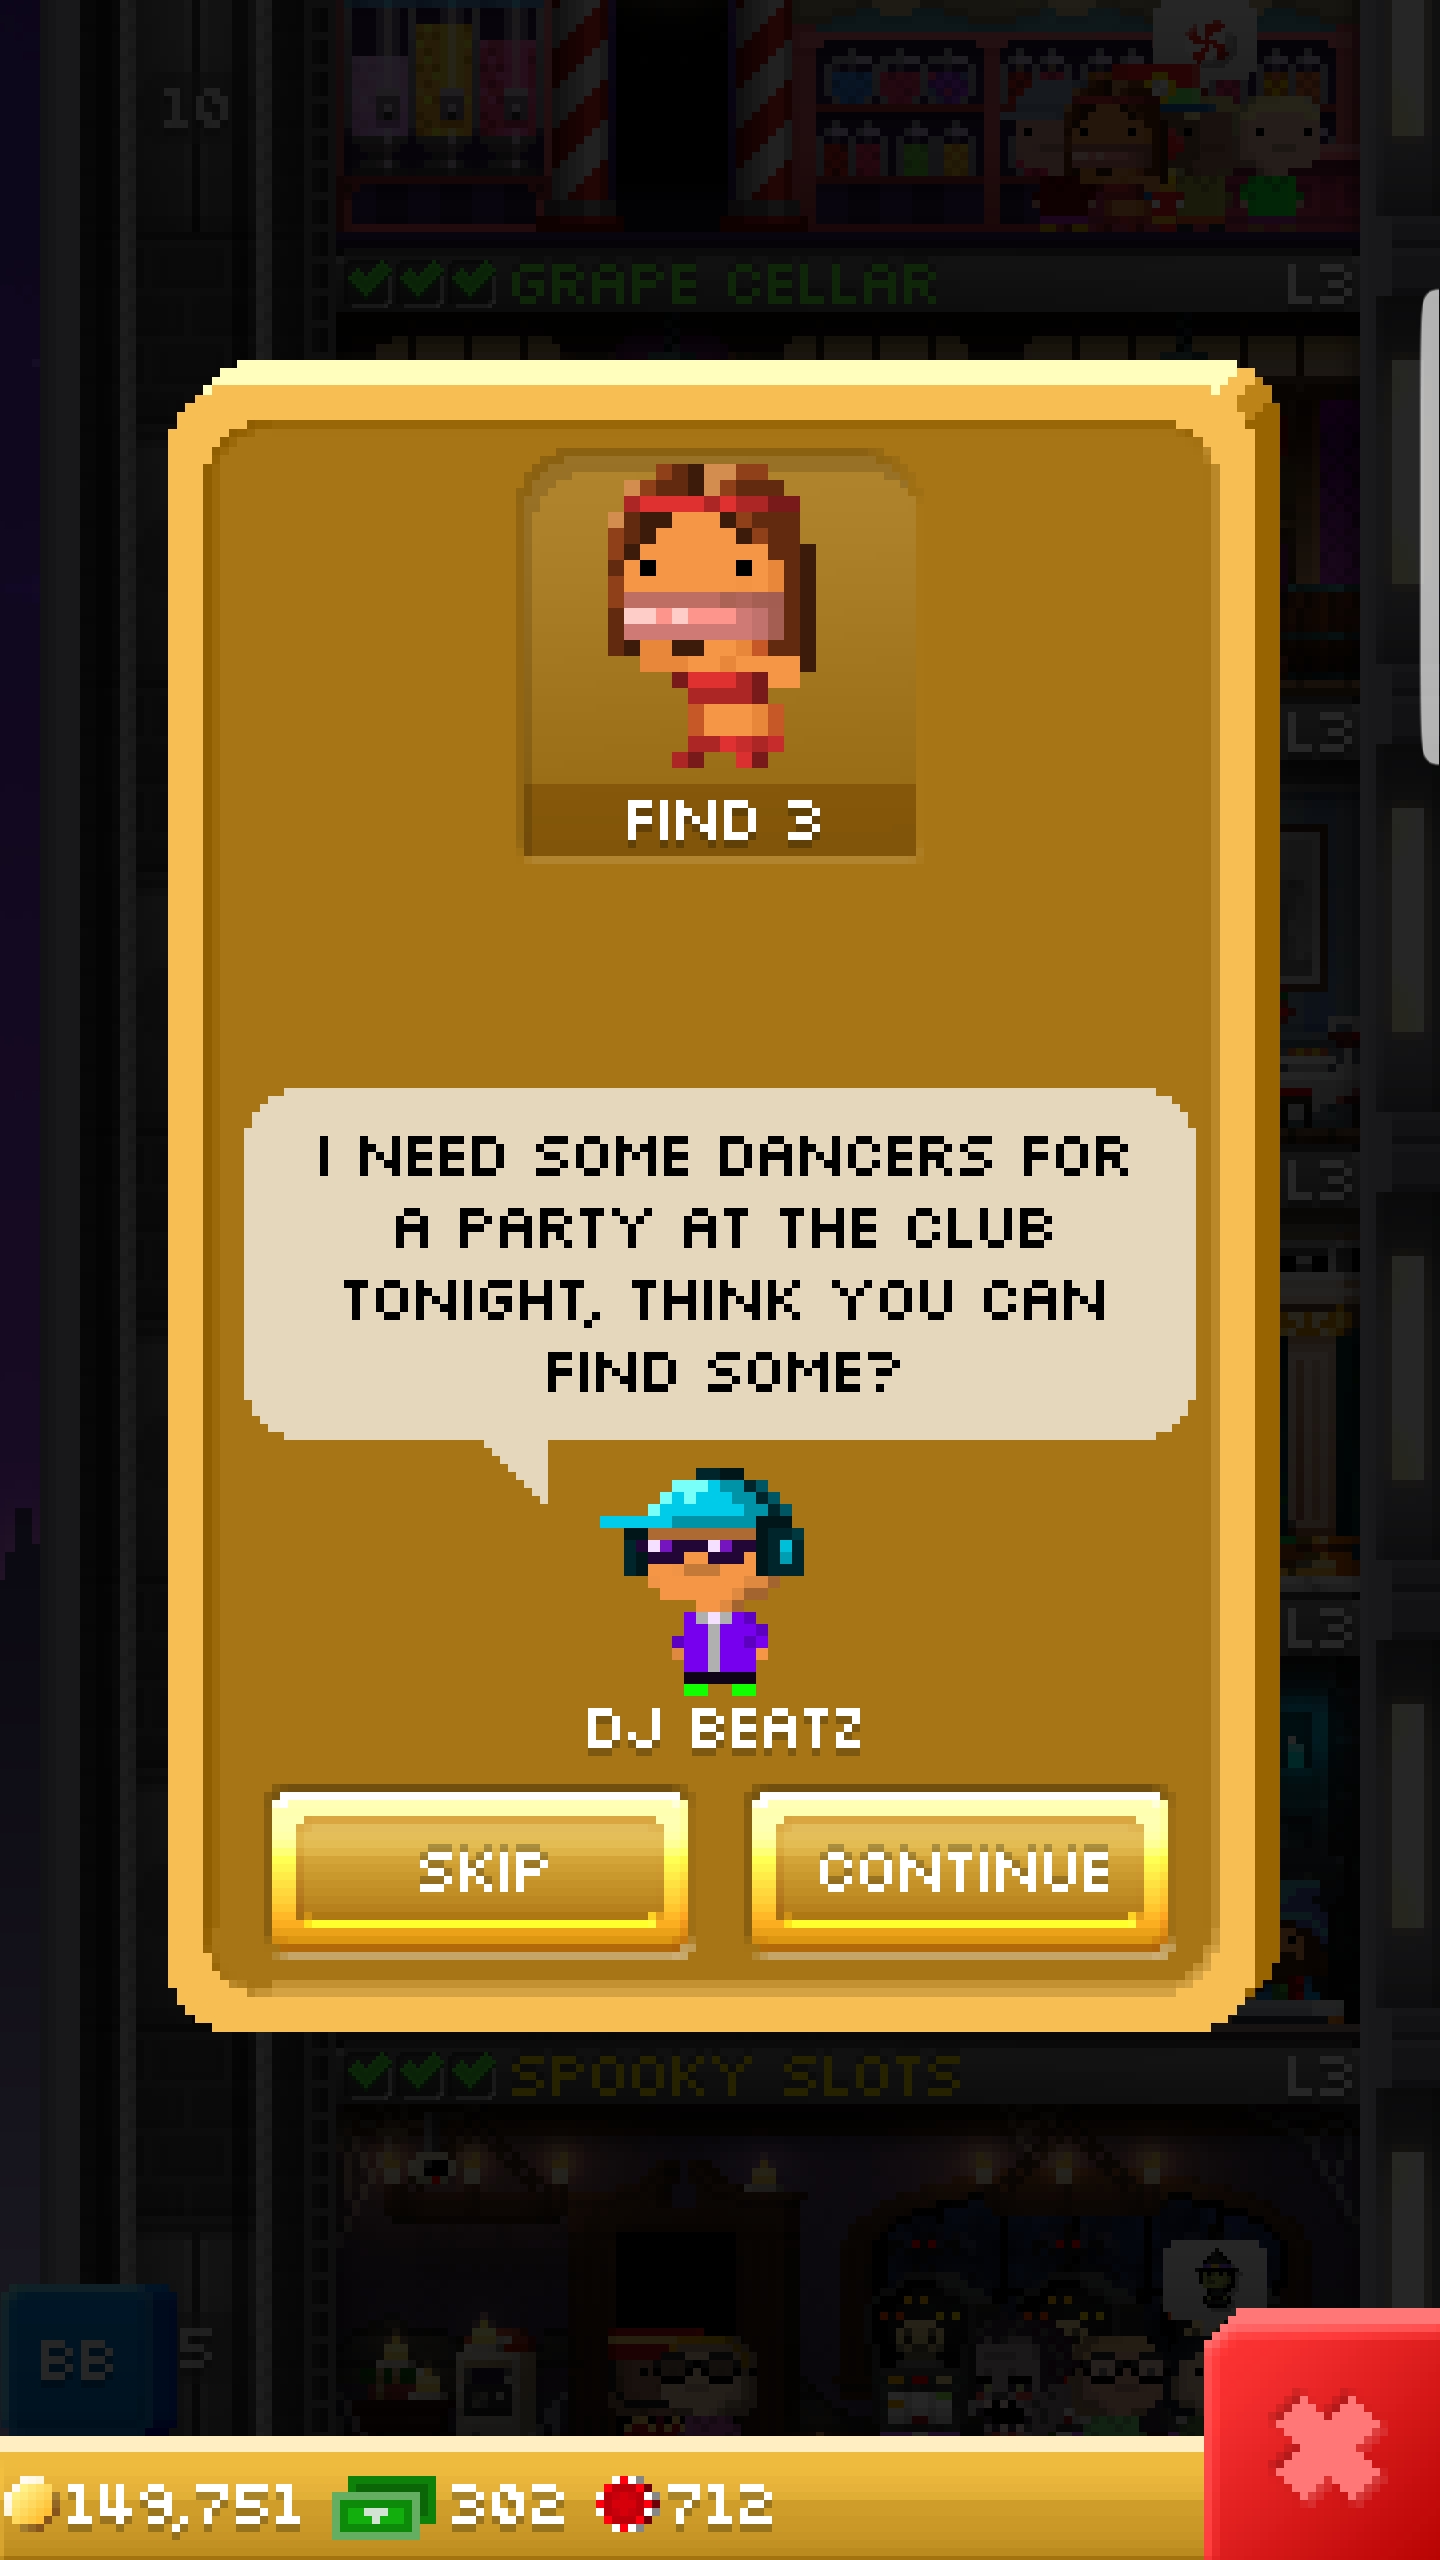 10
GRAPE CELLAR L3
L3
FIND 3
I NEED SOME DANCERS FOR
A PARTY AT THE CLUB
TONIGHT, THINK YOU CAN
FIND SOME?
L3
L3
DJ BEATZ
SKIP CONTINUE
SPOOKY SLOTS L3
BB 5
149,751 302 712